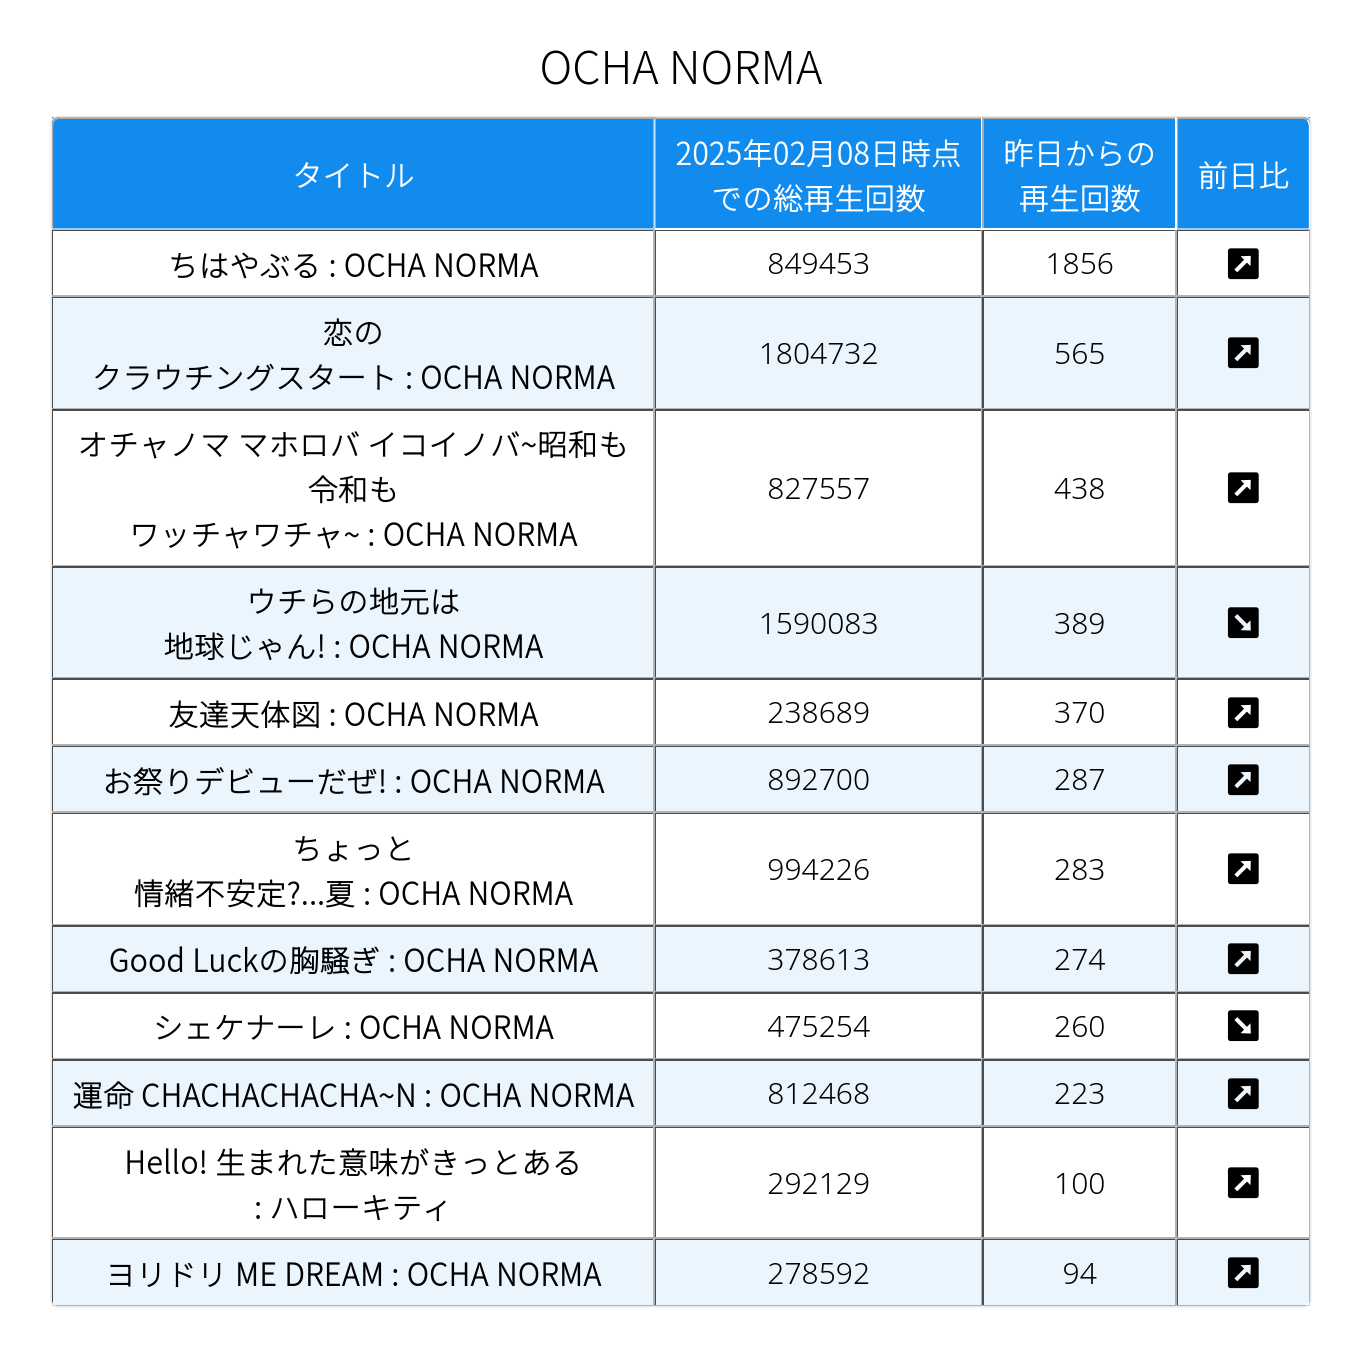 OCHA NORMA
タイトル
2025年02月08日時点
での総再生回数
昨日からの
再生回数
前日比
ちはやぶる : OCHA NORMA
849453
1856
恋の
クラウチングスタート : OCHA NORMA
1804732
565
オチャノマ マホロバ イコイノバ~昭和も
令和も
ワッチャワチャ~ : OCHA NORMA
827557
438
ウチらの地元は
地球じゃん! : OCHA NORMA
1590083
389
友達天体図 : OCHA NORMA
238689
370
お祭りデビューだぜ! : OCHA NORMA
892700
287
ちょっと
情緒不安定?...夏 : OCHA NORMA
994226
283
Good Luckの胸騒ぎ : OCHA NORMA
378613
274
シェケナーレ : OCHA NORMA
475254
260
運命 CHACHACHACHA~N : OCHA NORMA
812468
223
Hello! 生まれた意味がきっとある
: ハローキティ
292129
100
ヨリドリ ME DREAM : OCHA NORMA
278592
94